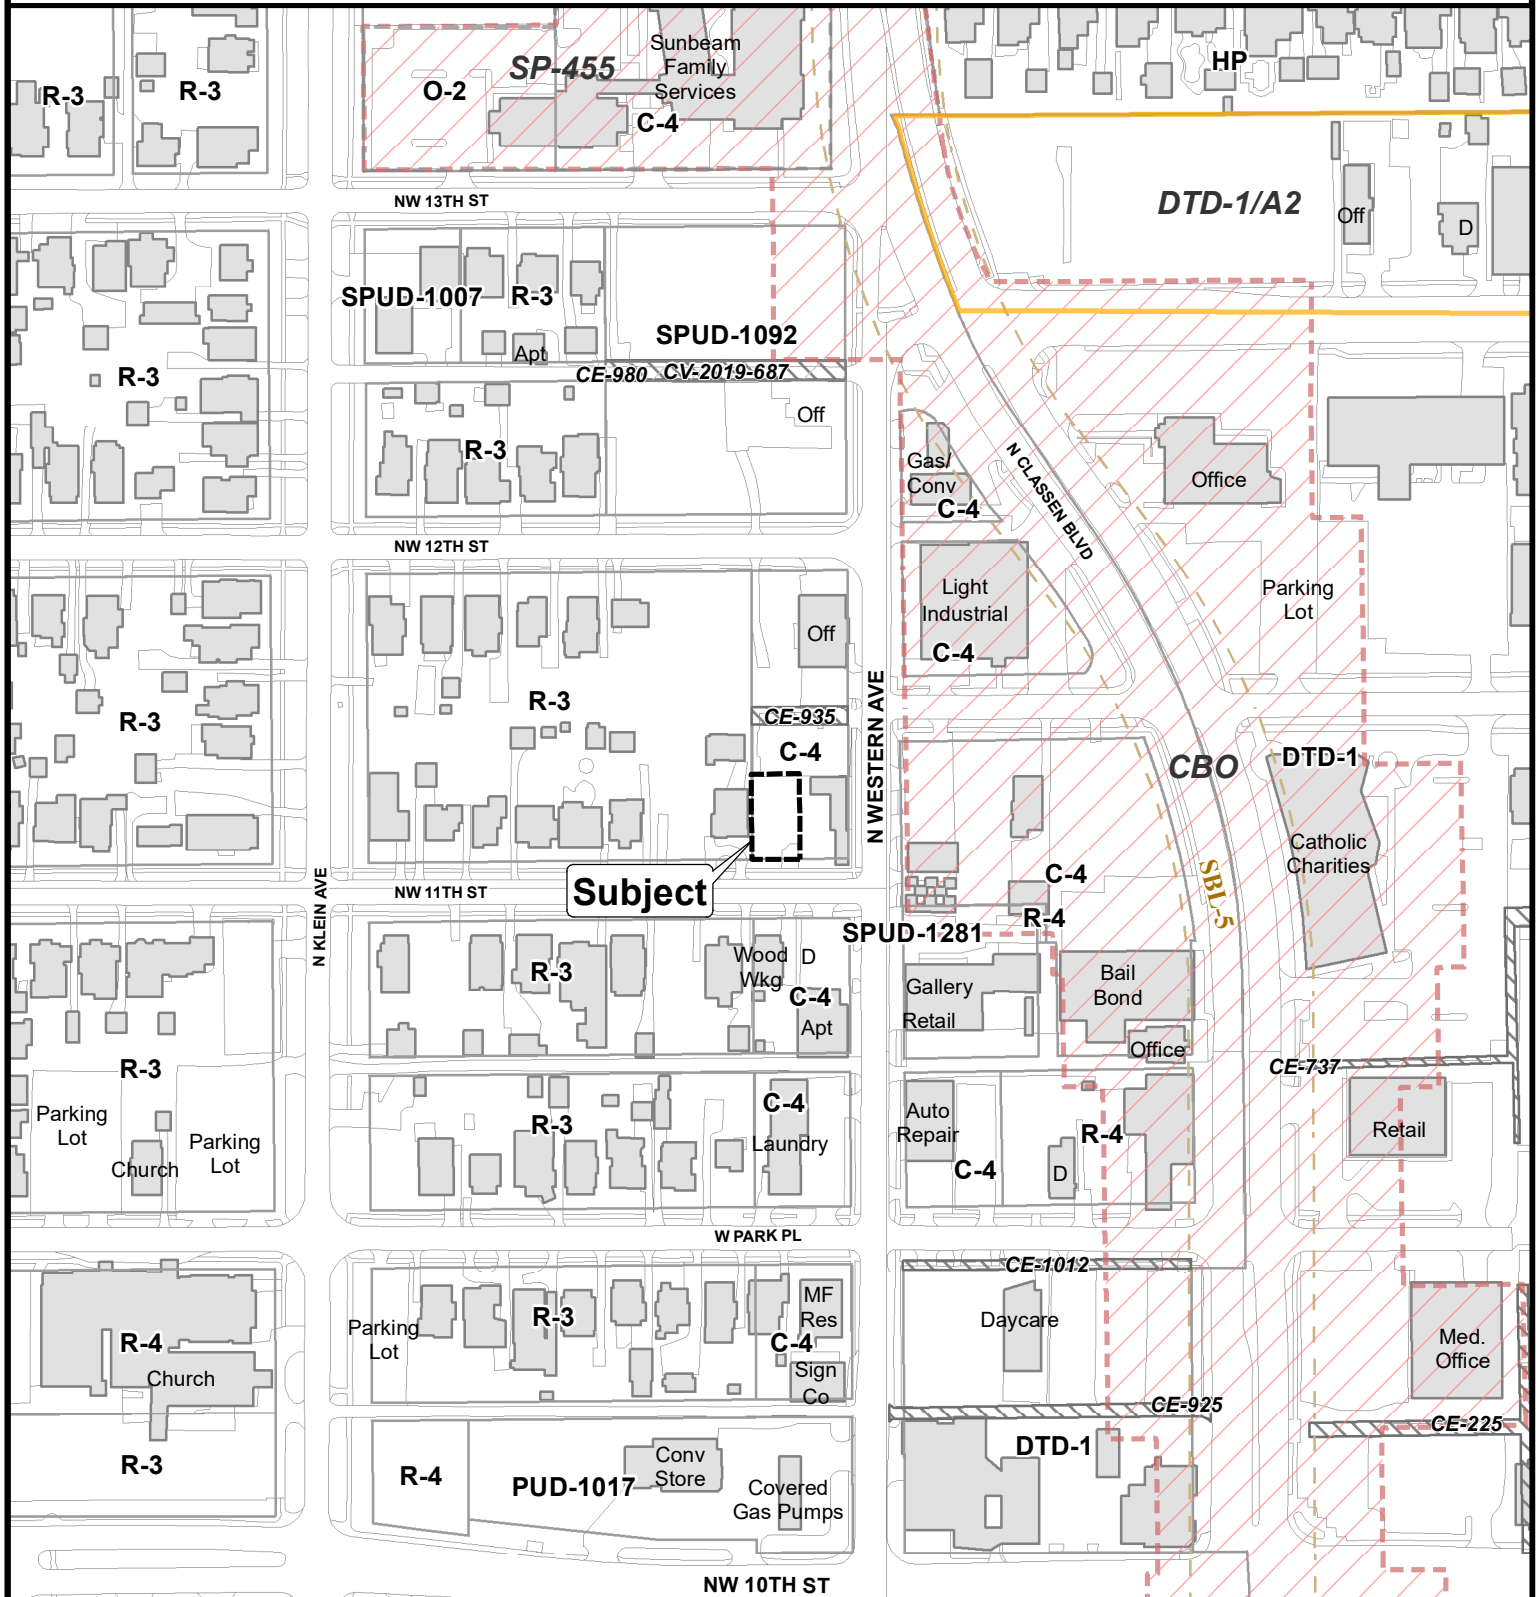 Sunbeam
Family
Services
SP-455
O-2
C-4
R-3
R-3
HP
NW 13TH ST
DTD-1/A2
Off
D
SPUD-1007
R-3
Apt
SPUD-1092
CE-980
CV-2019-687
R-3
Off
R-3
Gas/
Conv
C-4
N CLASSEN BLVD
Office
NW 12TH ST
Light
Industrial
C-4
Parking
Lot
Off
R-3
R-3
CE-935
C-4
N WESTERN AVE
CBO
DTD-1
Catholic
Charities
SBL-5
Subject
NW 11TH ST
N KLEIN AVE
C-4
R-4
SPUD-1281
R-3
Wood
Wkg
D
C-4
Apt
Gallery
Retail
Bail
Bond
Office
R-3
Parking
Lot
Church
Parking
Lot
R-3
C-4
Laundry
Auto
Repair
C-4
D
R-4
CE-737
Retail
W PARK PL
CE-1012
Daycare
R-4
Church
R-3
Parking
Lot
R-3
MF
Res
C-4
Sign
Co
Med.
Office
CE-925
CE-225
R-4
PUD-1017
Conv
Store
Covered
Gas Pumps
DTD-1
NW 10TH ST